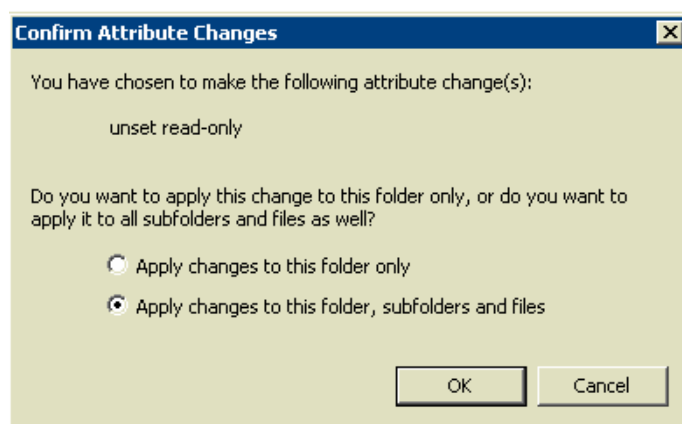 Confirm Attribute Changes
You have chosen to make the following attribute change(s):
unset read-only
Do you want to apply this change to this folder only, or do you want to
apply it to all subfolders and files as well?
Apply changes to this folder only
Apply changes to this folder, subfolders and files
OK
Cancel